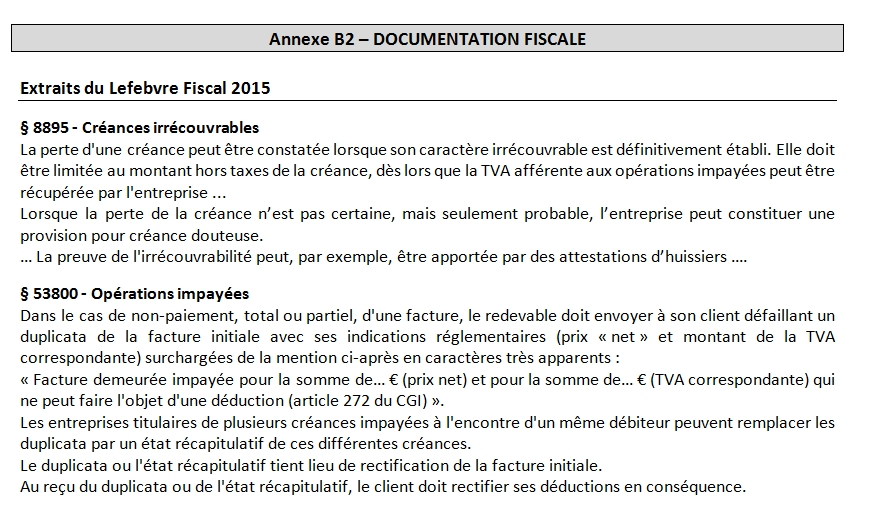 Annexe B2 – DOCUMENTATION FISCALE
Extraits du Lefebvre Fiscal 2015
§ 8895 - Créances irrécouvrables
La perte d'une créance peut être constatée lorsque son caractère irrécouvrable est définitivement établi. Elle doit
être limitée au montant hors taxes de la créance, dès lors que la TVA afférente aux opérations impayées peut être
récupérée par l'entreprise ...
Lorsque la perte de la créance n’est pas certaine, mais seulement probable, l’entreprise peut constituer une
provision pour créance douteuse.
... La preuve de l'irrécouvrabilité peut, par exemple, être apportée par des attestations d’huissiers ....
§ 53800 - Opérations impayées
Dans le cas de non-paiement, total ou partiel, d'une facture, le redevable doit envoyer à son client défaillant un
duplicata de la facture initiale avec ses indications réglementaires (prix « net » et montant de la TVA
correspondante) surchargées de la mention ci-après en caractères très apparents :
« Facture demeurée impayée pour la somme de... € (prix net) et pour la somme de... € (TVA correspondante) qui
ne peut faire l'objet d'une déduction (article 272 du CGI) ».
Les entreprises titulaires de plusieurs créances impayées à l'encontre d'un même débiteur peuvent remplacer les
duplicata par un état récapitulatif de ces différentes créances.
Le duplicata ou l'état récapitulatif tient lieu de rectification de la facture initiale.
Au reçu du duplicata ou de l'état récapitulatif, le client doit rectifier ses déductions en conséquence.